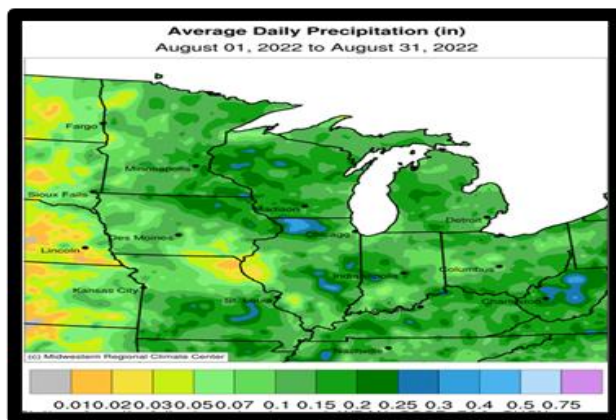 Average Daily Precipitation (in)
August 01, 2022 to August 31, 2022
Fargo
Minneapolis
Sioux Falls
Madison
Detroit
Des Moines
Lincoln
Indianapolis
Columbus
Kansas City
St. Louis
Charleston
Nashville
(c) Midwestern Regional Climate Center
0.01 0.02 0.03 0.05 0.07 0.1 0.15 0.2 0.25 0.3 0.4 0.5 0.75